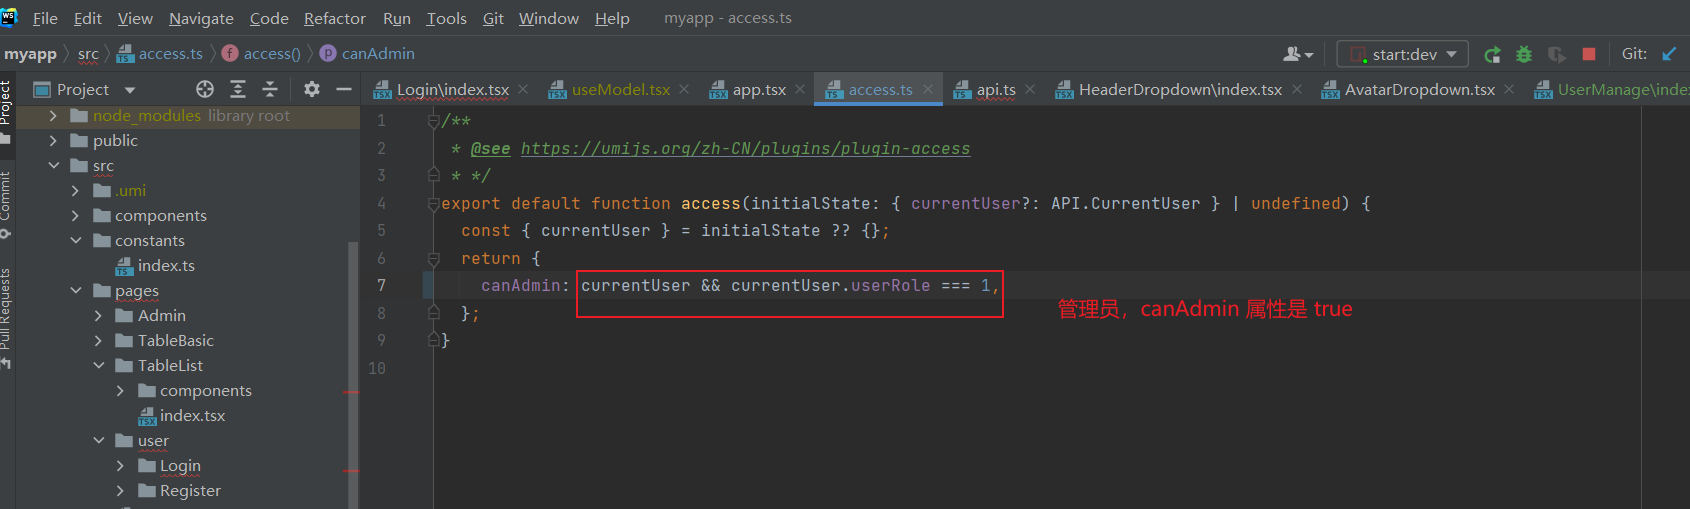 WS File Edit View Navigate Code Refactor Run Tools Git Window Help myapp - access.ts
myapp src access.ts access() canAdmin start:dev Git:
Project Login\index.tsx useModel.tsx app.tsx access.ts api.ts HeaderDropdown\index.tsx AvatarDropdown.tsx UserManage\inde
Project
Commit
Pull Requests
node_modules library root
public
src
.umi
components
constants
index.ts
pages
Admin
TableBasic
TableList
components
index.tsx
user
Login
Register
1 /**
2 * @see https://umijs.org/zh-CN/plugins/plugin-access
3 * */
4 export default function access(initialState: { currentUser?: API.CurrentUser } | undefined) {
5 const { currentUser } = initialState ?? {};
6 return {
7 canAdmin: currentUser && currentUser.userRole === 1,
8 };
9 }
10
管理员，canAdmin 属性是 true